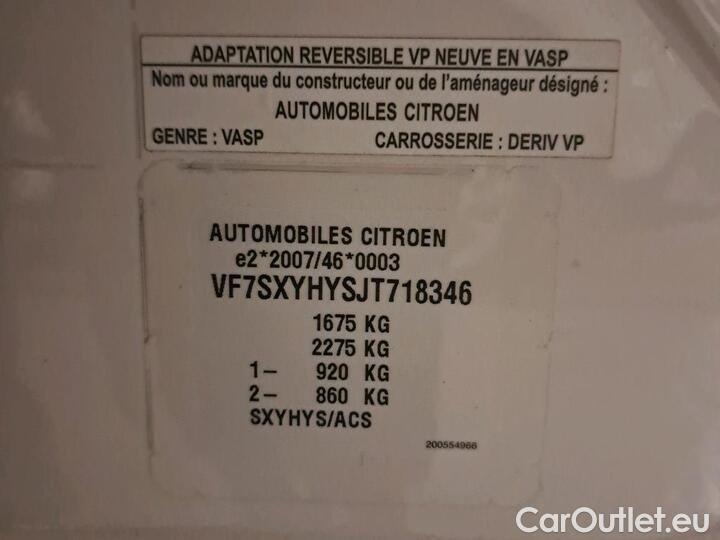 ADAPTATION REVERSIBLE VP NEUVE EN VASP
Nom ou marque du constructeur ou de l'aménageur désigné :
AUTOMOBILES CITROEN
GENRE : VASP CARROSSERIE : DERIV VP
AUTOMOBILES CITROEN
e2*2007/46*0003
VF7SXYHYSJT718346
1675 KG
2275 KG
1- 920 KG
2- 860 KG
SXYHYS/ACS
200554966
CarOutlet.eu